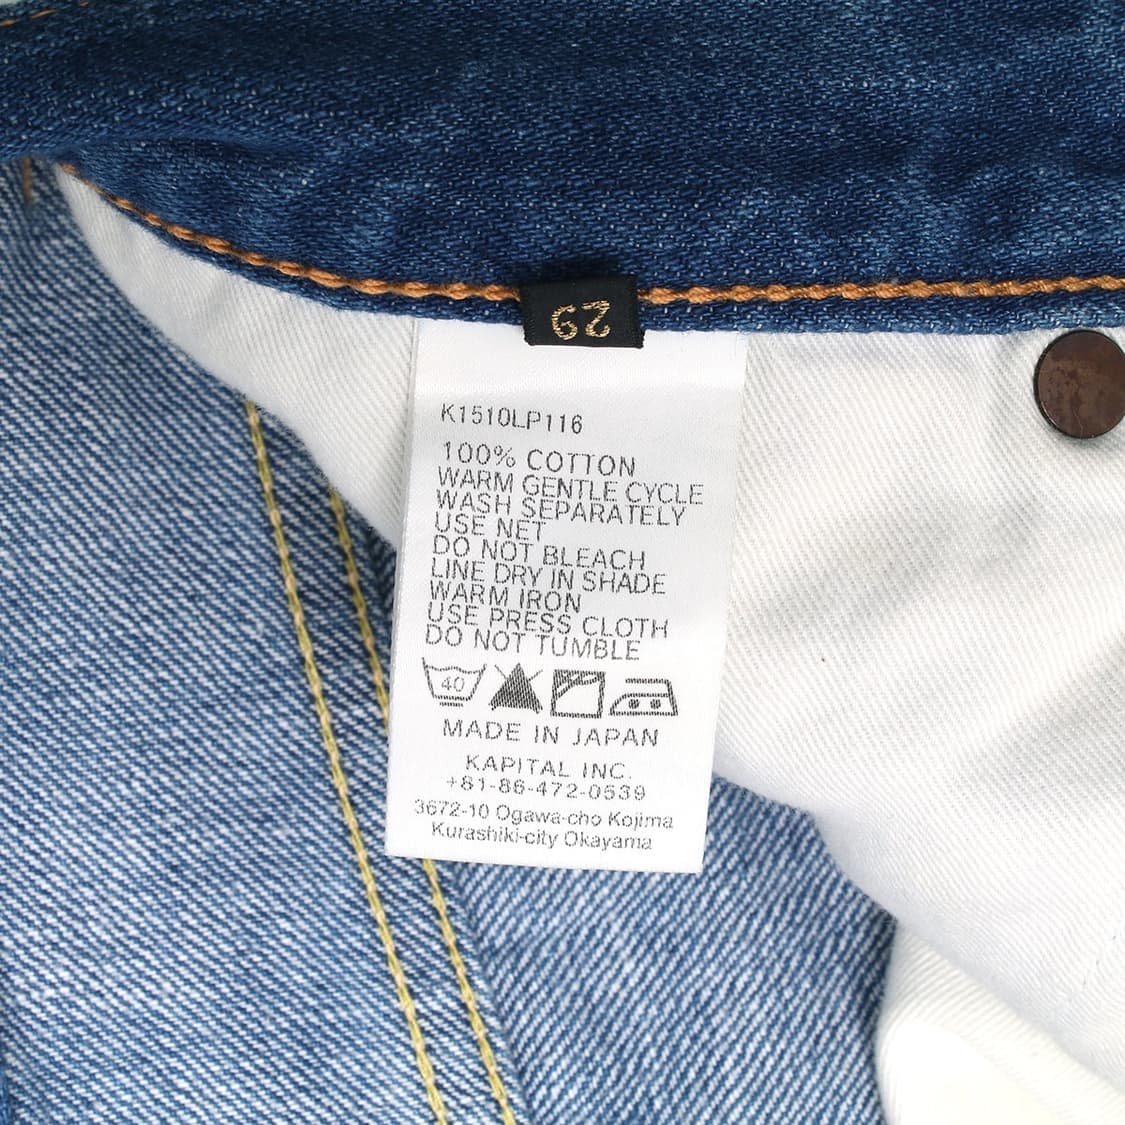 29
K1510LP116
100% COTTON
WARM GENTLE CYCLE
WASH SEPARATELY
USE NET
DO NOT BLEACH
LINE DRY IN SHADE
WARM IRON
USE PRESS CLOTH
DO NOT TUMBLE
40
MADE IN JAPAN
KAPITAL INC.
+81-86-472-0539
3672-10 Ogawa-cho Kojima
Kurashiki-city Okayama